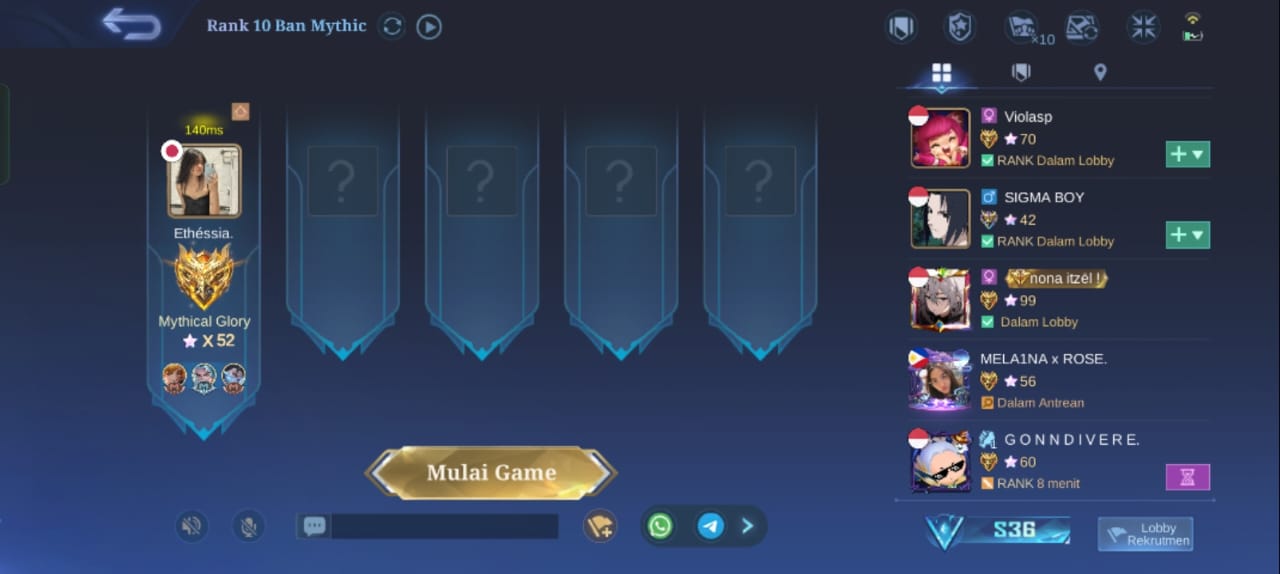 Rank 10 Ban Mythic
×10
140ms
Ethéssia.
Mythical Glory
X 52
?
?
?
?
Mulai Game
Violasp
70
RANK Dalam Lobby
SIGMA BOY
42
RANK Dalam Lobby
nona itzēl !
99
Dalam Lobby
MELA1NA x ROSE.
56
Dalam Antrean
G O N N D I V E R E.
60
RANK 8 menit
S36
Lobby
Rekrutmen